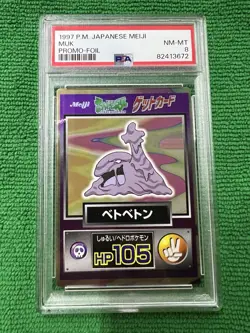 1997 P.M. JAPANESE MEIJI
MUK
PROMO-FOIL
NM-MT
8
PSA
82413672
Meiji
ゲットカード
ベトベトン
しゅるい/ヘドロポケモン
HP105